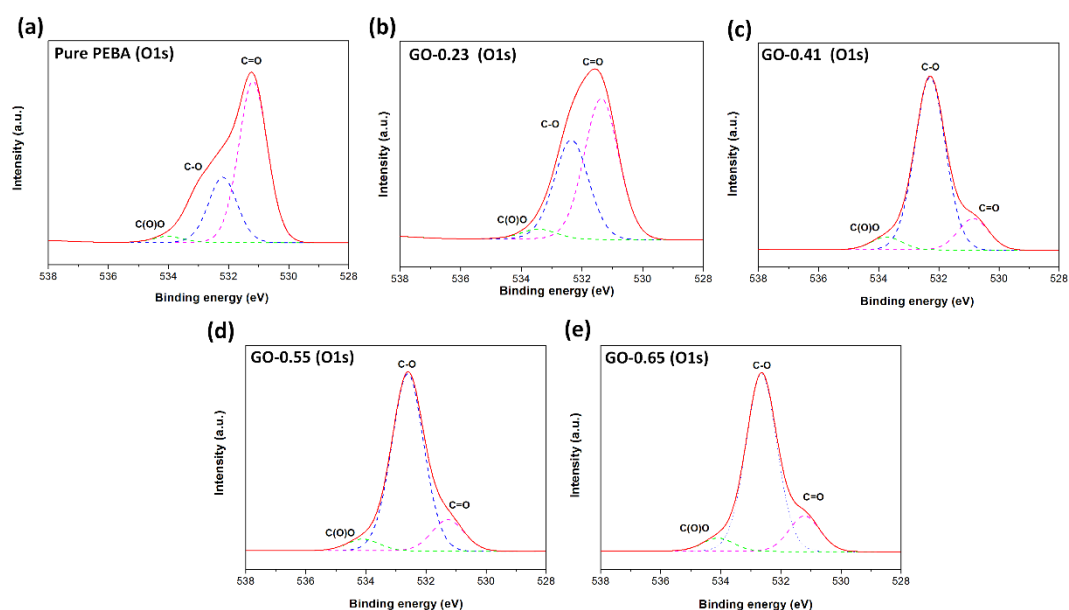 (a)
Pure PEBA (O1s)
C=O
C-O
C(O)O
Intensity (a.u.)
538 536 534 532 530 528
Binding energy (eV)
(b)
GO-0.23 (O1s)
C=O
C-O
C(O)O
Intensity (a.u.)
538 536 534 532 530 528
Binding energy (eV)
(c)
GO-0.41 (O1s)
C-O
C=O
C(O)O
Intensity (a.u.)
538 536 534 532 530 528
Binding energy (eV)
(d)
GO-0.55 (O1s)
C-O
C=O
C(O)O
Intensity (a.u.)
538 536 534 532 530 528
Binding energy (eV)
(e)
GO-0.65 (O1s)
C-O
C=O
C(O)O
Intensity (a.u.)
538 536 534 532 530 528
Binding energy (eV)